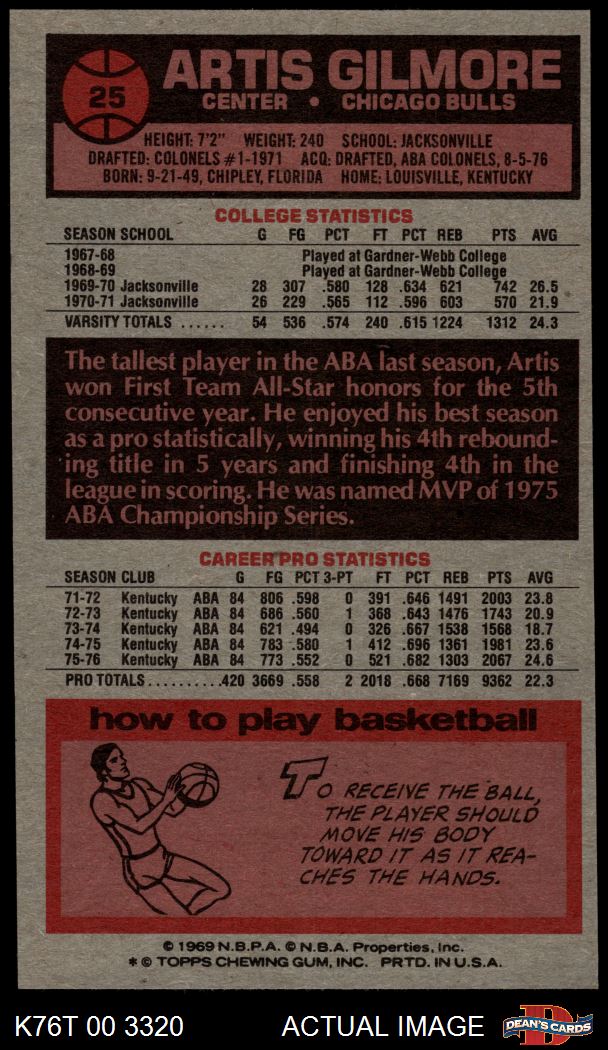 25
ARTIS GILMORE
CENTER • CHICAGO BULLS
HEIGHT: 7'2" WEIGHT: 240 SCHOOL: JACKSONVILLE
DRAFTED: COLONELS #1-1971 ACQ: DRAFTED, ABA COLONELS, 8-5-76
BORN: 9-21-49, CHIPLEY, FLORIDA HOME: LOUISVILLE, KENTUCKY
COLLEGE STATISTICS
SEASON SCHOOL G FG PCT FT PCT REB PTS AVG
1967-68 Played at Gardner-Webb College
1968-69 Played at Gardner-Webb College
1969-70 Jacksonville 28 307 .580 128 .634 621 742 26.5
1970-71 Jacksonville 26 229 .565 112 .596 603 570 21.9
VARSITY TOTALS ...... 54 536 .574 240 .615 1224 1312 24.3
The tallest player in the ABA last season, Artis
won First Team All-Star honors for the 5th
consecutive year. He enjoyed his best season
as a pro statistically, winning his 4th rebound-
ing title in 5 years and finishing 4th in the
league in scoring. He was named MVP of 1975
ABA Championship Series.
CAREER PRO STATISTICS
SEASON CLUB G FG PCT 3-PT FT PCT REB PTS AVG
71-72 Kentucky ABA 84 806 .598 0 391 .646 1491 2003 23.8
72-73 Kentucky ABA 84 686 .560 1 368 .643 1476 1743 20.9
73-74 Kentucky ABA 84 621 .494 0 326 .667 1538 1568 18.7
74-75 Kentucky ABA 84 783 .580 1 412 .696 1361 1981 23.6
75-76 Kentucky ABA 84 773 .552 0 521 .682 1303 2067 24.6
PRO TOTALS.......... 420 3669 .558 2 2018 .668 7169 9362 22.3
how to play basketball
TO RECEIVE THE BALL,
THE PLAYER SHOULD
MOVE HIS BODY
TOWARD IT AS IT REA-
CHES THE HANDS.
© 1969 N.B.P.A. © N.B.A. Properties, Inc.
* © TOPPS CHEWING GUM, INC. PRTD. IN U.S.A.
K76T 00 3320 ACTUAL IMAGE D DEAN'S CARDS